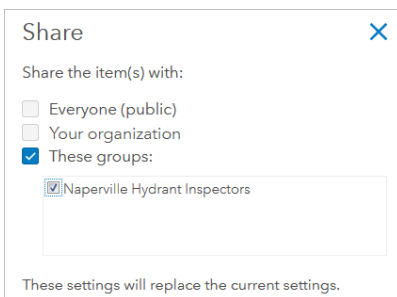 Share
Share the item(s) with:
Everyone (public)
Your organization
These groups:
Naperville Hydrant Inspectors
These settings will replace the current settings.